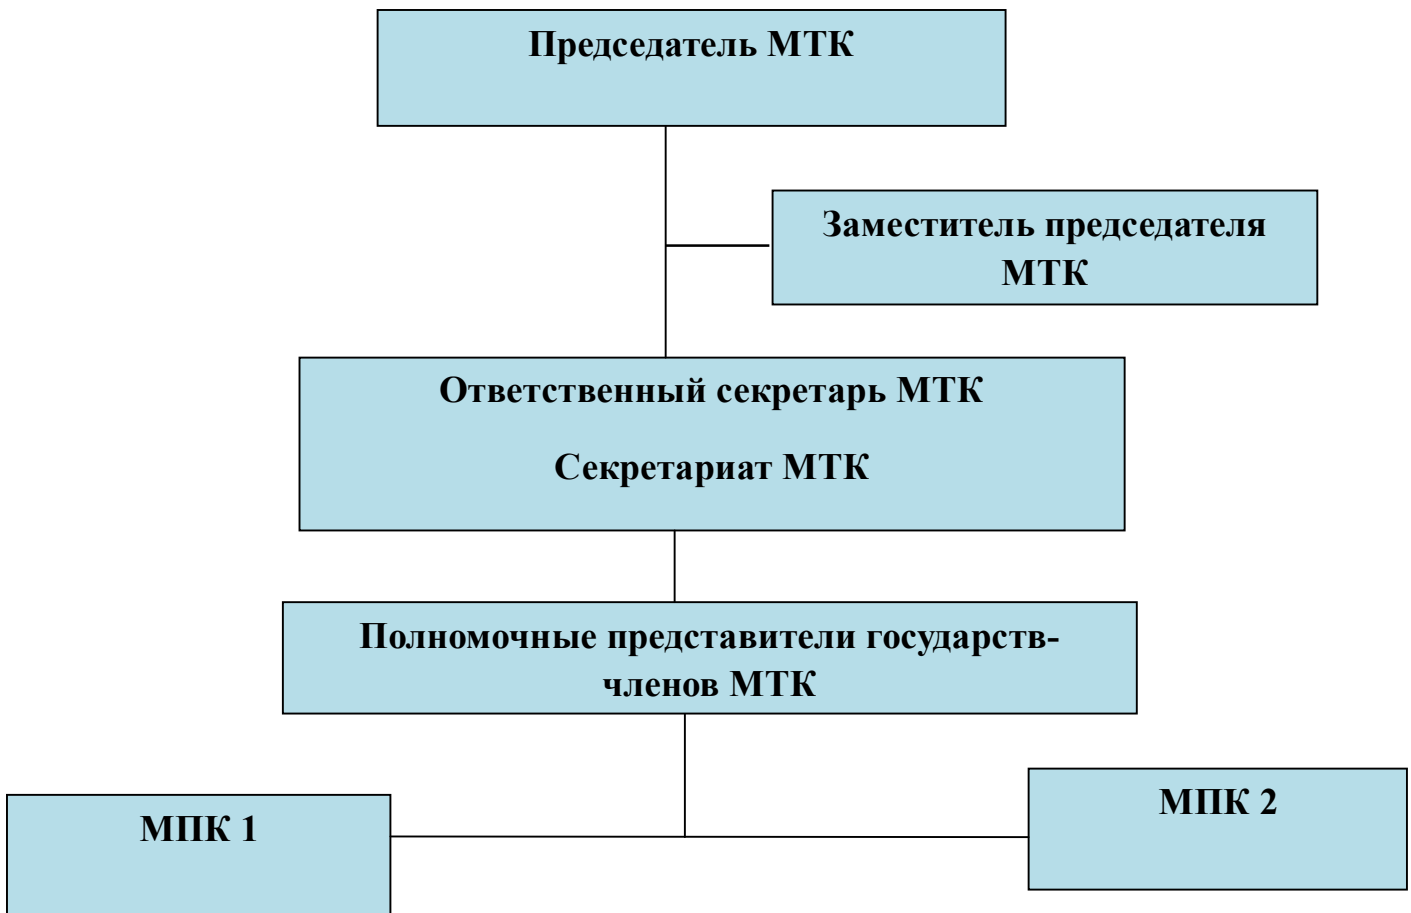 Председатель МТК
Заместитель председателя
МТК
Ответственный секретарь МТК
Секретариат МТК
Полномочные представители государств-
членов МТК
МПК 1
МПК 2